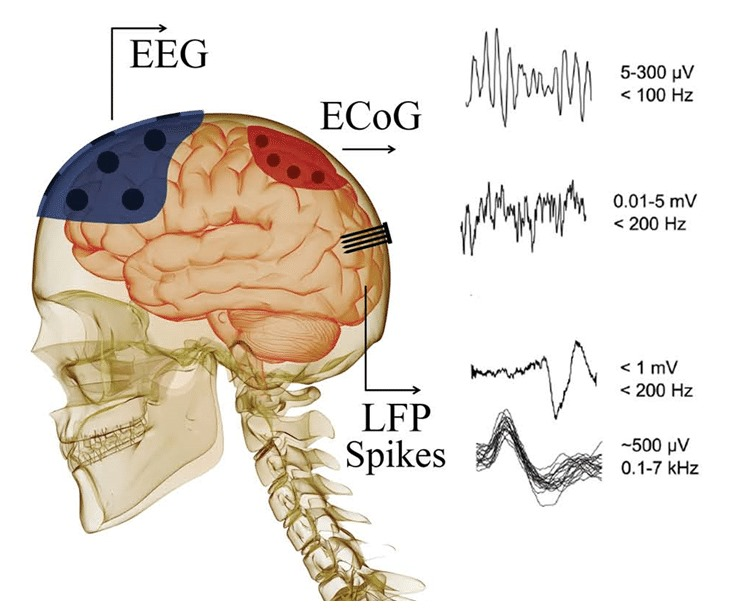 EEG
5-300 µV
< 100 Hz
ECoG
0.01-5 mV
< 200 Hz
< 1 mV
< 200 Hz
LFP
Spikes
~500 µV
0.1-7 kHz